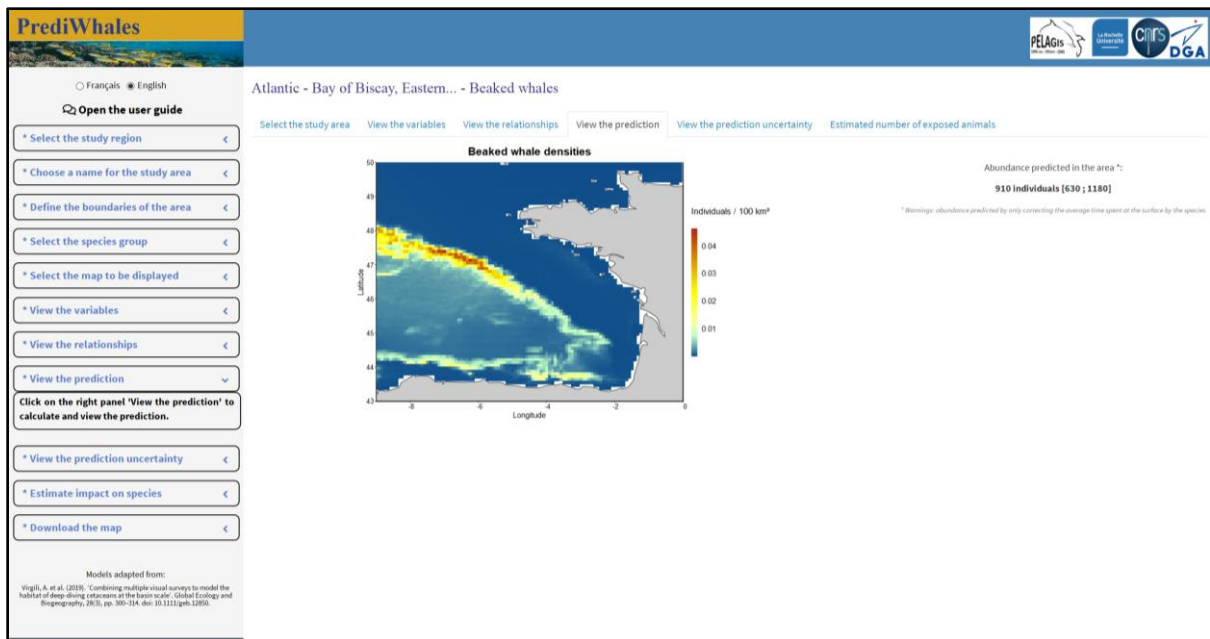 PrediWhales
PELAGIS
La Rochelle
Université
cnrs
DGA
Français English
Open the user guide
* Select the study region
* Choose a name for the study area
* Define the boundaries of the area
* Select the species group
* Select the map to be displayed
* View the variables
* View the relationships
* View the prediction
Click on the right panel 'View the prediction' to
calculate and view the prediction.
* View the prediction uncertainty
* Estimate impact on species
* Download the map
Models adapted from:
Virgili, A. et al. (2019). 'Combining multiple visual surveys to model the
habitat of deep-diving cetaceans at the basin scale'. Global Ecology and
Biogeography, 28(3), pp. 300–314. doi: 10.1111/geb.12850.
Atlantic - Bay of Biscay, Eastern... - Beaked whales
Select the study area View the variables View the relationships View the prediction View the prediction uncertainty Estimated number of exposed animals
Beaked whale densities
50
49
48
47
46
45
44
43
Latitude
-8 -6 -4 -2 0
Longitude
Individuals / 100 km²
0.04
0.03
0.02
0.01
Abundance predicted in the area *:
910 individuals [630 ; 1180]
* Warnings: abundance predicted by only correcting the average time spent at the surface by the species